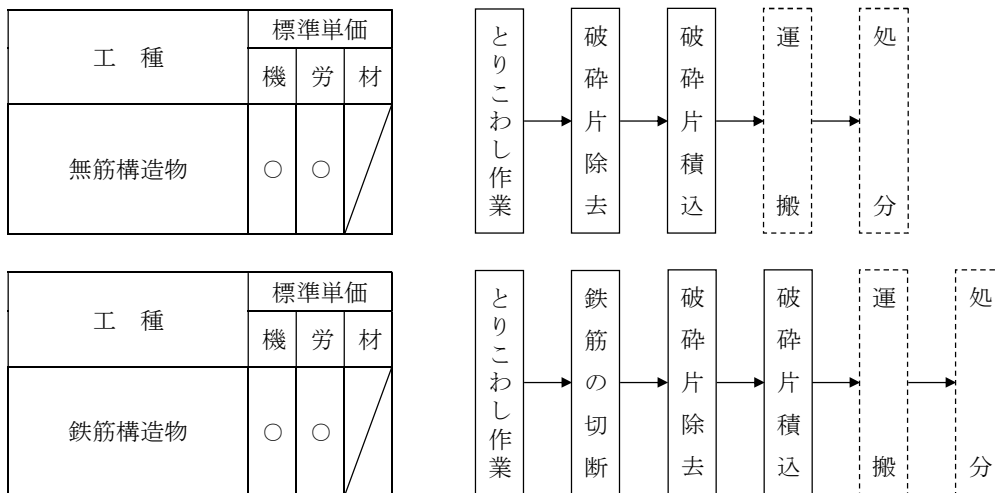 工 種
標準単価
機 労 材
無筋構造物 ○ ○
とりこわし作業
破砕片除去
破砕片積込
運搬
処分
工 種
標準単価
機 労 材
鉄筋構造物 ○ ○
とりこわし作業
鉄筋の切断
破砕片除去
破砕片積込
運搬
処分